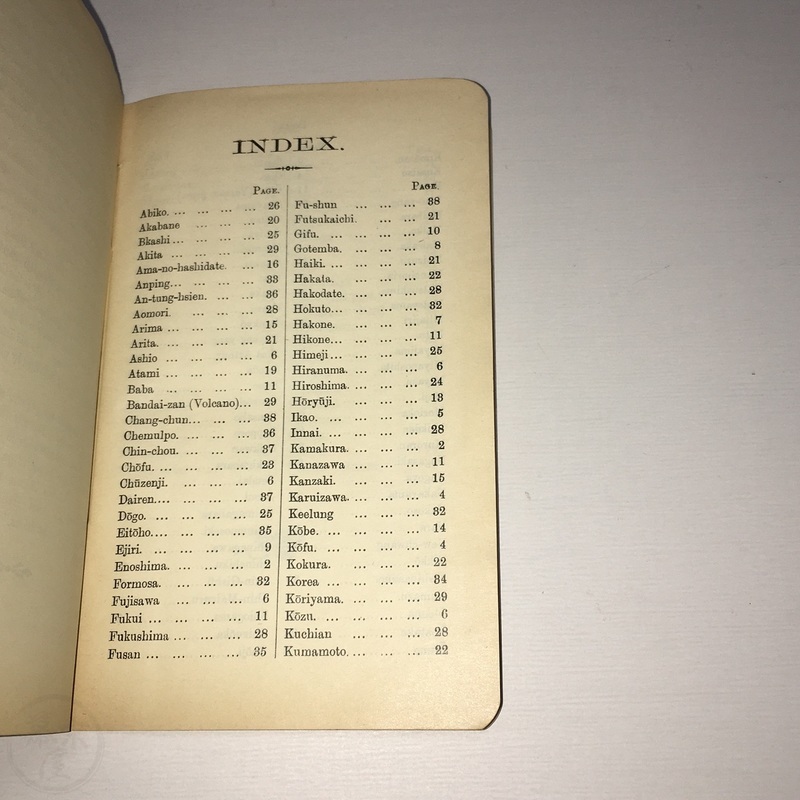 INDEX.
PAGE.
Abiko. ... ... ... ... 26
Akabane ... ... ... 20
Bkashi ... ... ... ... 25
Akita ... ... ... ... 29
Ama-no-hashidate. ... 16
Anping... ... ... ... 33
An-tung-hsien. ... ... 36
Aomori. ... ... ... 28
Arima ... ... ... ... 15
Arita. ... ... ... ... 21
Ashio ... ... ... ... 6
Atami ... ... ... ... 19
Baba ... ... ... ... 11
Bandai-zan (Volcano)... 29
Chang-chun... ... ... 38
Chemulpo. ... ... ... 36
Chin-chou. ... ... ... 37
Chōfu. ... ... ... ... 23
Chūzenji. ... ... ... 6
Dairen.... ... ... ... 37
Dōgo. ... ... ... ... 25
Eitōho.... ... ... ... 35
Ejiri. ... ... ... ... 9
Enoshima. ... ... ... 2
Formosa. ... ... ... 32
Fujisawa ... ... ... 6
Fukui ... ... ... ... 11
Fukushima ... ... ... 28
Fusan ... ... ... ... 35
PAGE.
Fu-shun ... ... ... 38
Futsukaichi. ... ... 21
Gifu. ... ... ... ... 10
Gotemba. ... ... ... 8
Haiki. ... ... ... ... 21
Hakata. ... ... ... 22
Hakodate. ... ... ... 28
Hokuto... ... ... ... 32
Hakone. ... ... ... 7
Hikone... ... ... ... 11
Himeji... ... ... ... 25
Hiranuma. ... ... ... 6
Hiroshima. ... ... ... 24
Hōryūji. ... ... ... 13
Ikao. ... ... ... ... 5
Innai. ... ... ... ... 28
Kamakura. ... ... ... 2
Kanazawa ... ... ... 11
Kanzaki. ... ... ... 15
Karuizawa. ... ... ... 4
Keelung ... ... ... 32
Kōbe. ... ... ... ... 14
Kōfu. ... ... ... ... 4
Kokura. ... ... ... 22
Korea ... ... ... ... 34
Kōriyama. ... ... ... 29
Kōzu. ... ... ... ... 6
Kuchian ... ... ... 28
Kumamoto. ... ... ... 22